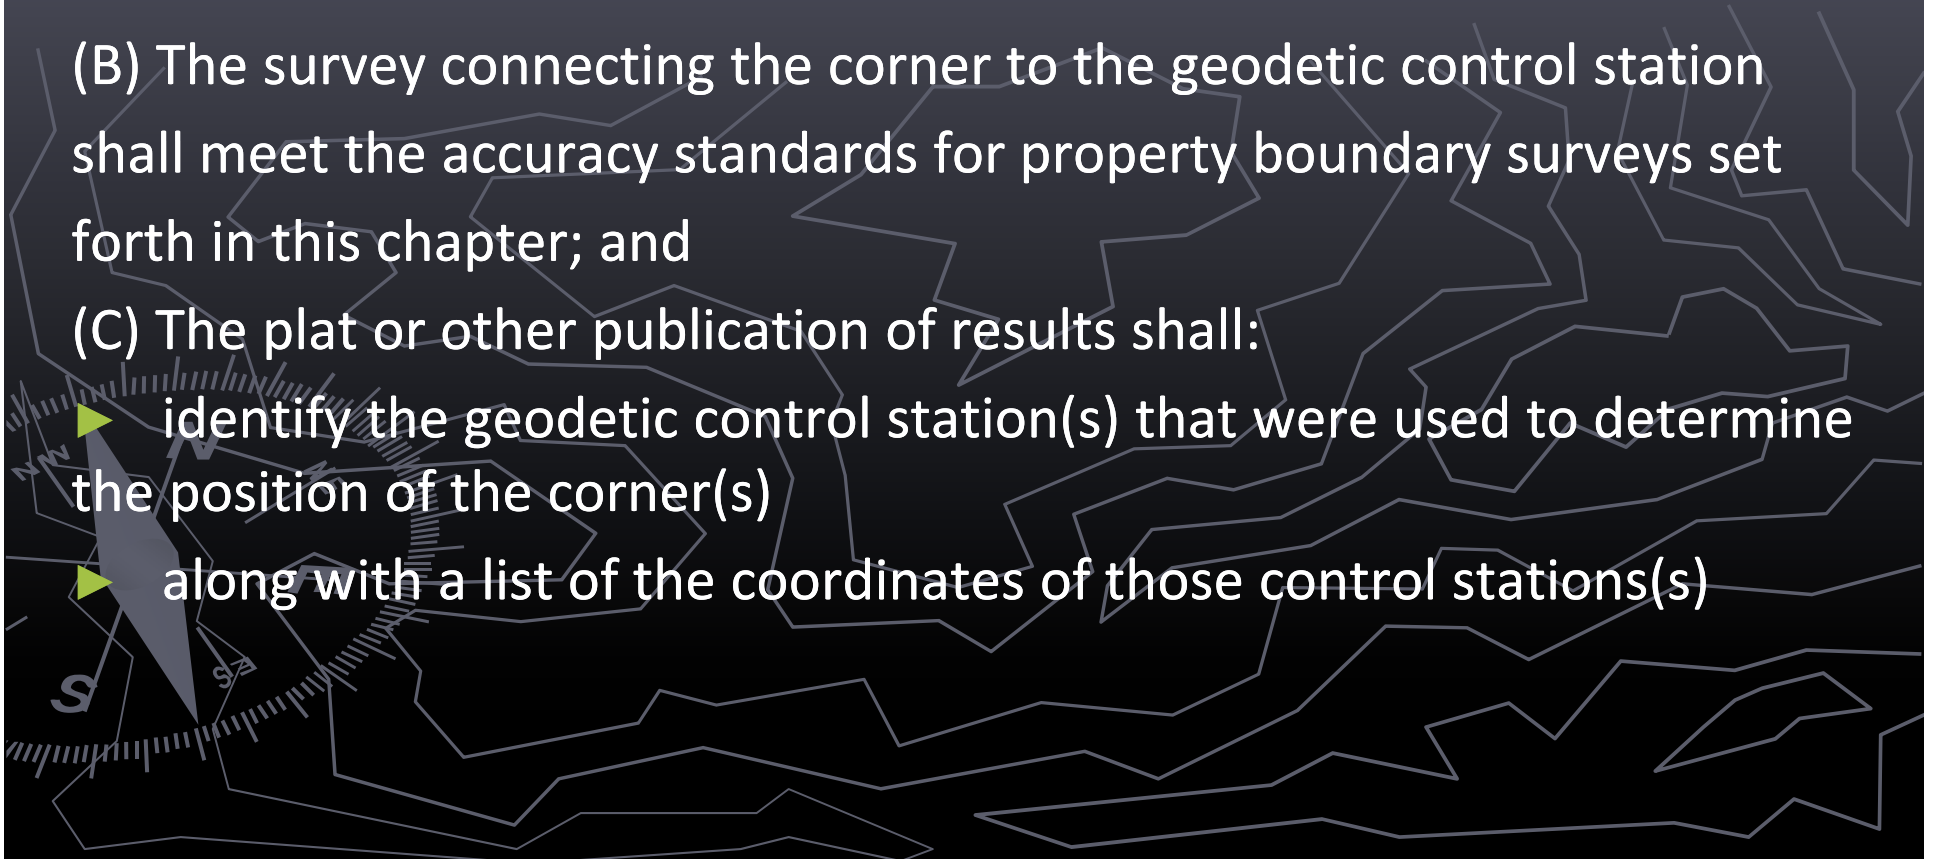 (B) The survey connecting the corner to the geodetic control station
shall meet the accuracy standards for property boundary surveys set
forth in this chapter; and
(C) The plat or other publication of results shall:
► identify the geodetic control station(s) that were used to determine
the position of the corner(s)
► along with a list of the coordinates of those control stations(s)
N
S